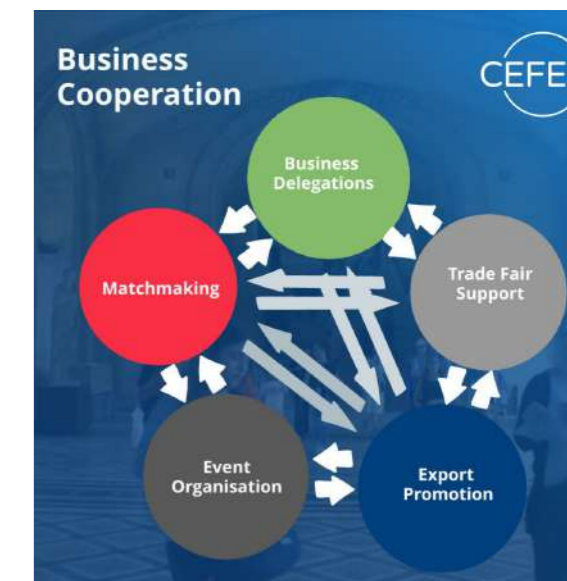 Business
Cooperation
CEFE
Business
Delegations
Matchmaking
Trade Fair
Support
Event
Organisation
Export
Promotion